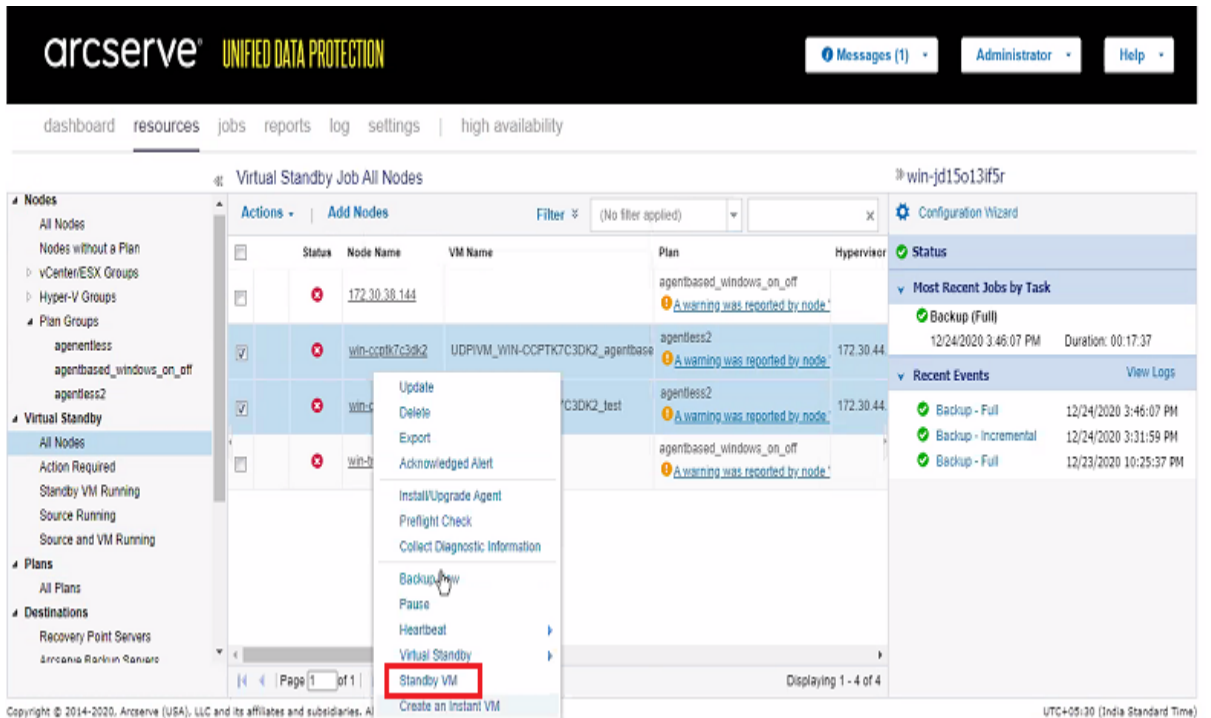 arcserve® UNIFIED DATA PROTECTION
Messages (1)
Administrator
Help
dashboard resources jobs reports log settings | high availability
Nodes
All Nodes
Nodes without a Plan
vCenter/ESX Groups
Hyper-V Groups
Plan Groups
agenentless
agentbased_windows_on_off
agentless2
Virtual Standby
All Nodes
Action Required
Standby VM Running
Source Running
Source and VM Running
Plans
All Plans
Destinations
Recovery Point Servers
Arcserve Backup Servers
Virtual Standby Job All Nodes
Actions | Add Nodes Filter (No filter applied)
Status Node Name VM Name Plan Hypervisor
172.30.38.144 agentbased_windows_on_off
A warning was reported by node '
win-ccptk7c3dk2 UDPIVM_WIN-CCPTK7C3DK2_agentbase agentless2 172.30.44.
A warning was reported by node '
win-c 7C3DK2_test agentless2 172.30.44.
A warning was reported by node '
win-b agentbased_windows_on_off
A warning was reported by node '
Update
Delete
Export
Acknowledged Alert
Install/Upgrade Agent
Preflight Check
Collect Diagnostic Information
Backup Now
Pause
Heartbeat
Virtual Standby
Standby VM
Create an Instant VM
Page 1 of 1
Displaying 1 - 4 of 4
win-jd15o13if5r
Configuration Wizard
Status
Most Recent Jobs by Task
Backup (Full)
12/24/2020 3:46:07 PM Duration: 00:17:37
Recent Events View Logs
Backup - Full 12/24/2020 3:46:07 PM
Backup - Incremental 12/24/2020 3:31:59 PM
Backup - Full 12/23/2020 10:25:37 PM
Copyright © 2014-2020, Arcserve (USA), LLC and its affiliates and subsidiaries. A
UTC+05:30 (India Standard Time)